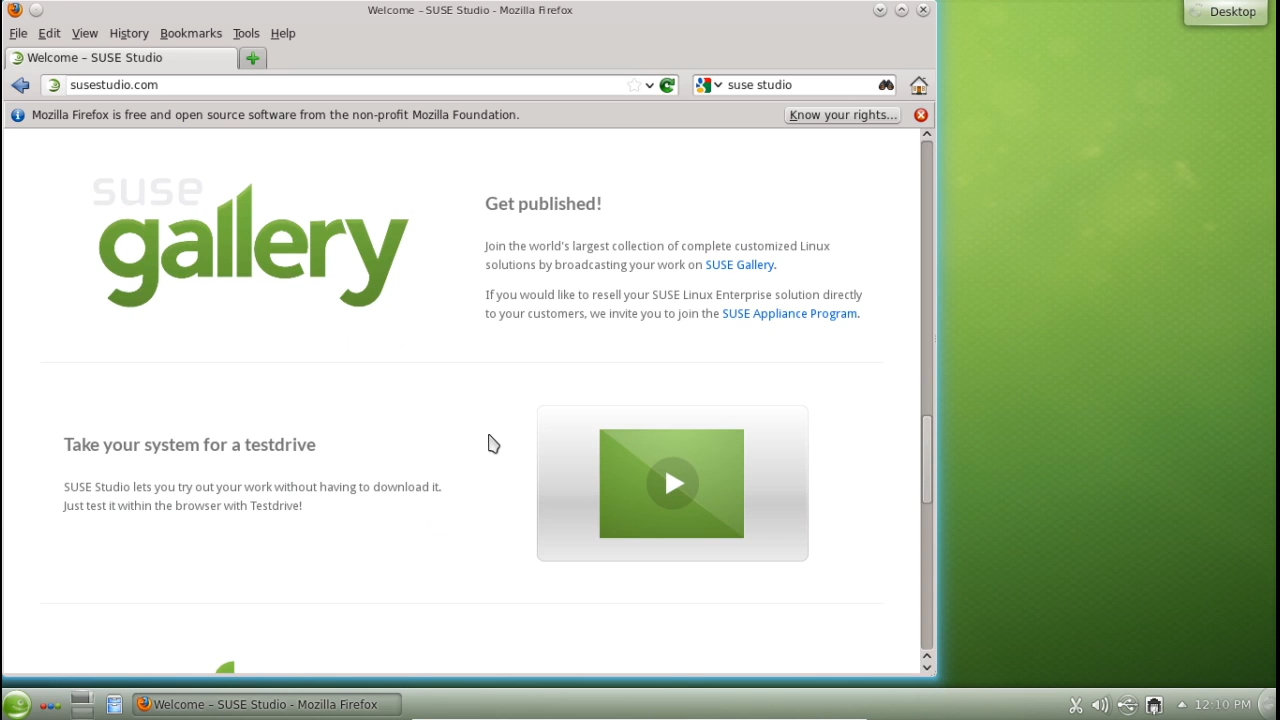 Welcome – SUSE Studio - Mozilla Firefox
Desktop
File Edit View History Bookmarks Tools Help
Welcome – SUSE Studio
susestudio.com
suse studio
Mozilla Firefox is free and open source software from the non-profit Mozilla Foundation.
Know your rights...
suse
gallery
Get published!
Join the world's largest collection of complete customized Linux
solutions by broadcasting your work on SUSE Gallery.
If you would like to resell your SUSE Linux Enterprise solution directly
to your customers, we invite you to join the SUSE Appliance Program.
Take your system for a testdrive
SUSE Studio lets you try out your work without having to download it.
Just test it within the browser with Testdrive!
Welcome – SUSE Studio - Mozilla Firefox
12:10 PM